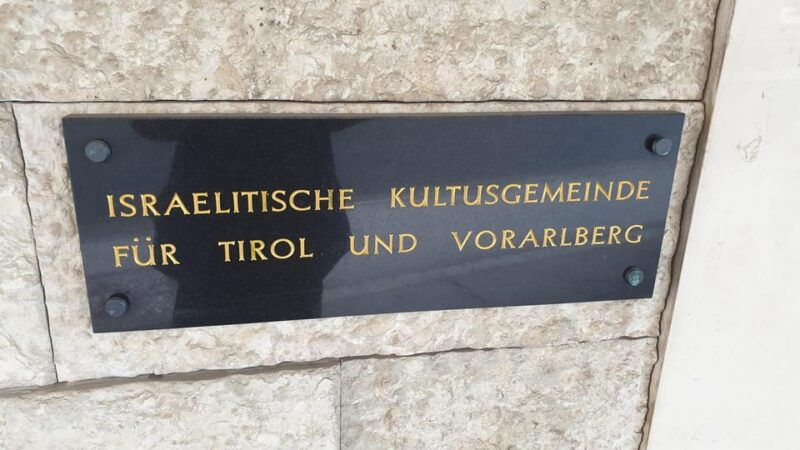 ISRAELITISCHE KULTUSGEMEINDE
FÜR TIROL UND VORARLBERG